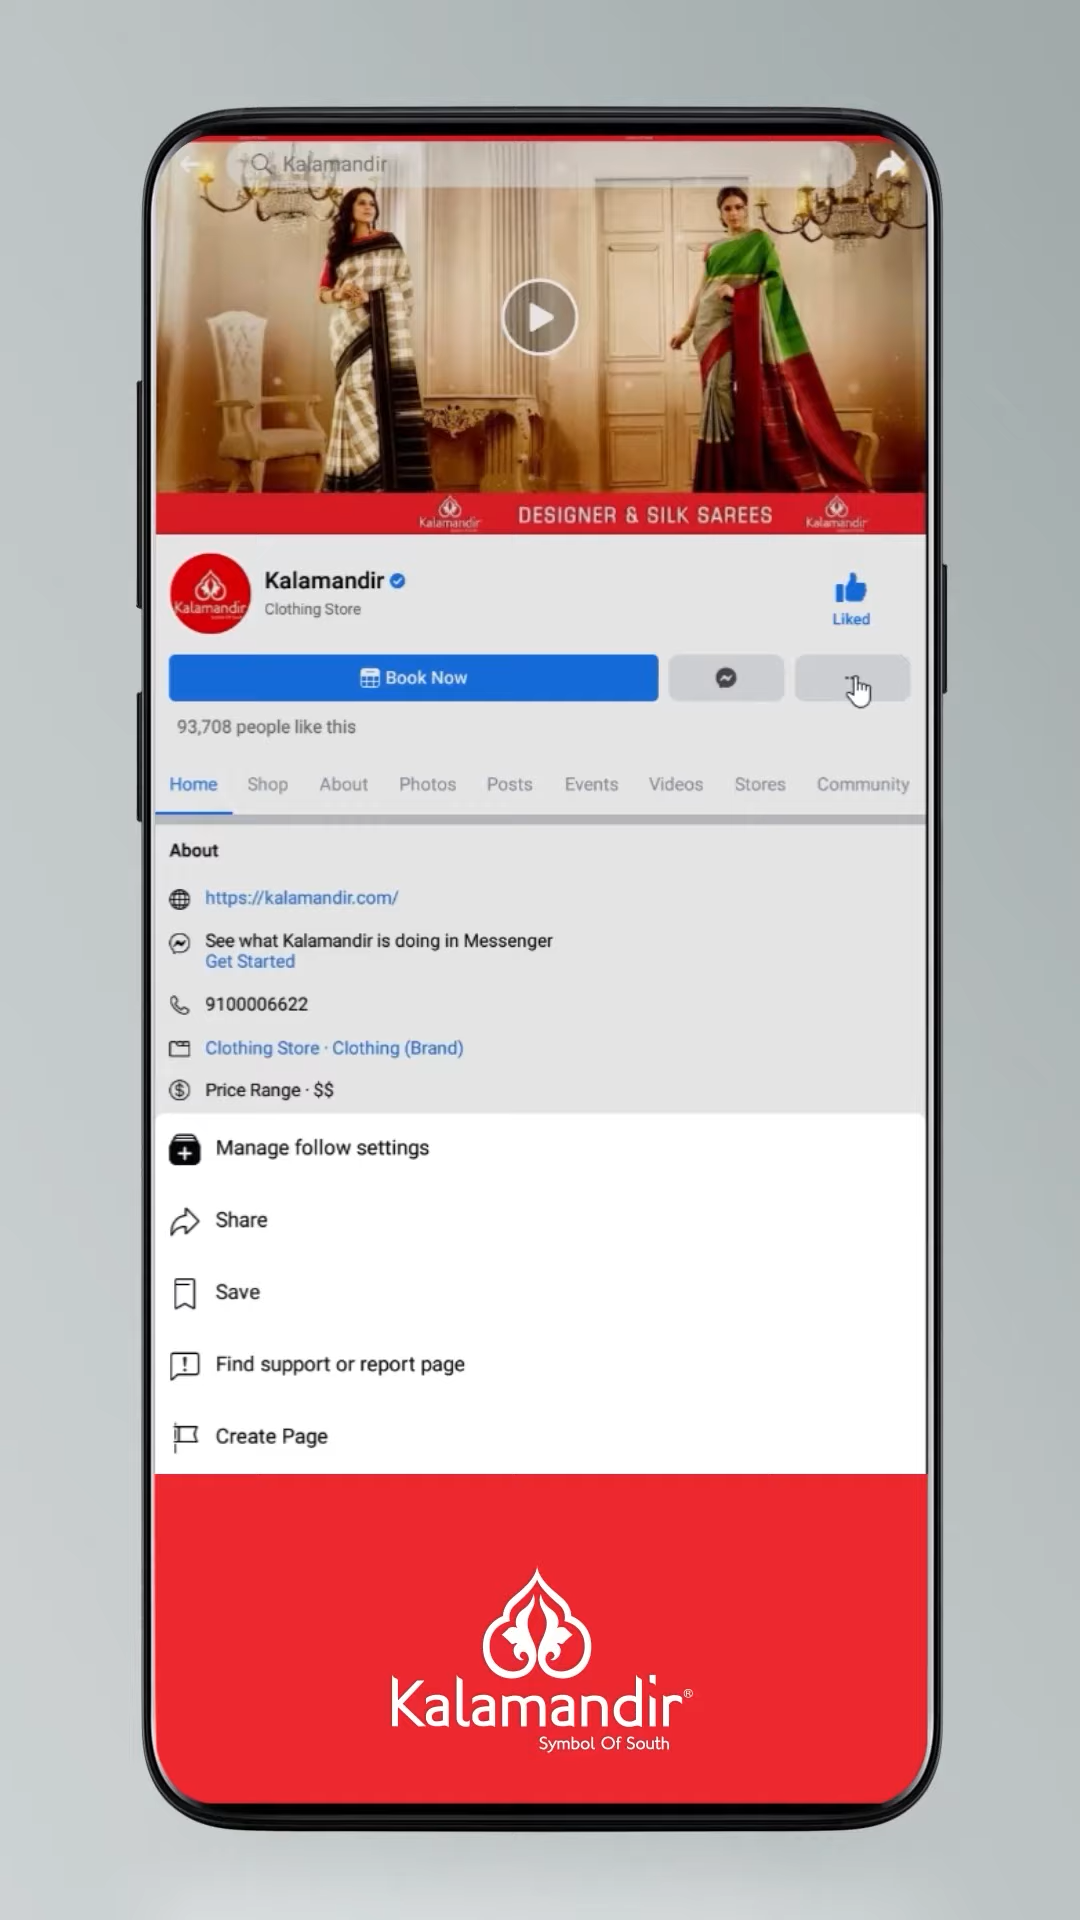 Kalamandir
Kalamandir DESIGNER & SILK SAREES Kalamandir
Kalamandir
Kalamandir
Clothing Store
Liked
Book Now
93,708 people like this
Home Shop About Photos Posts Events Videos Stores Community
About
https://kalamandir.com/
See what Kalamandir is doing in Messenger
Get Started
9100006622
Clothing Store · Clothing (Brand)
Price Range · $$
Manage follow settings
Share
Save
Find support or report page
Create Page
Kalamandir®
Symbol Of South